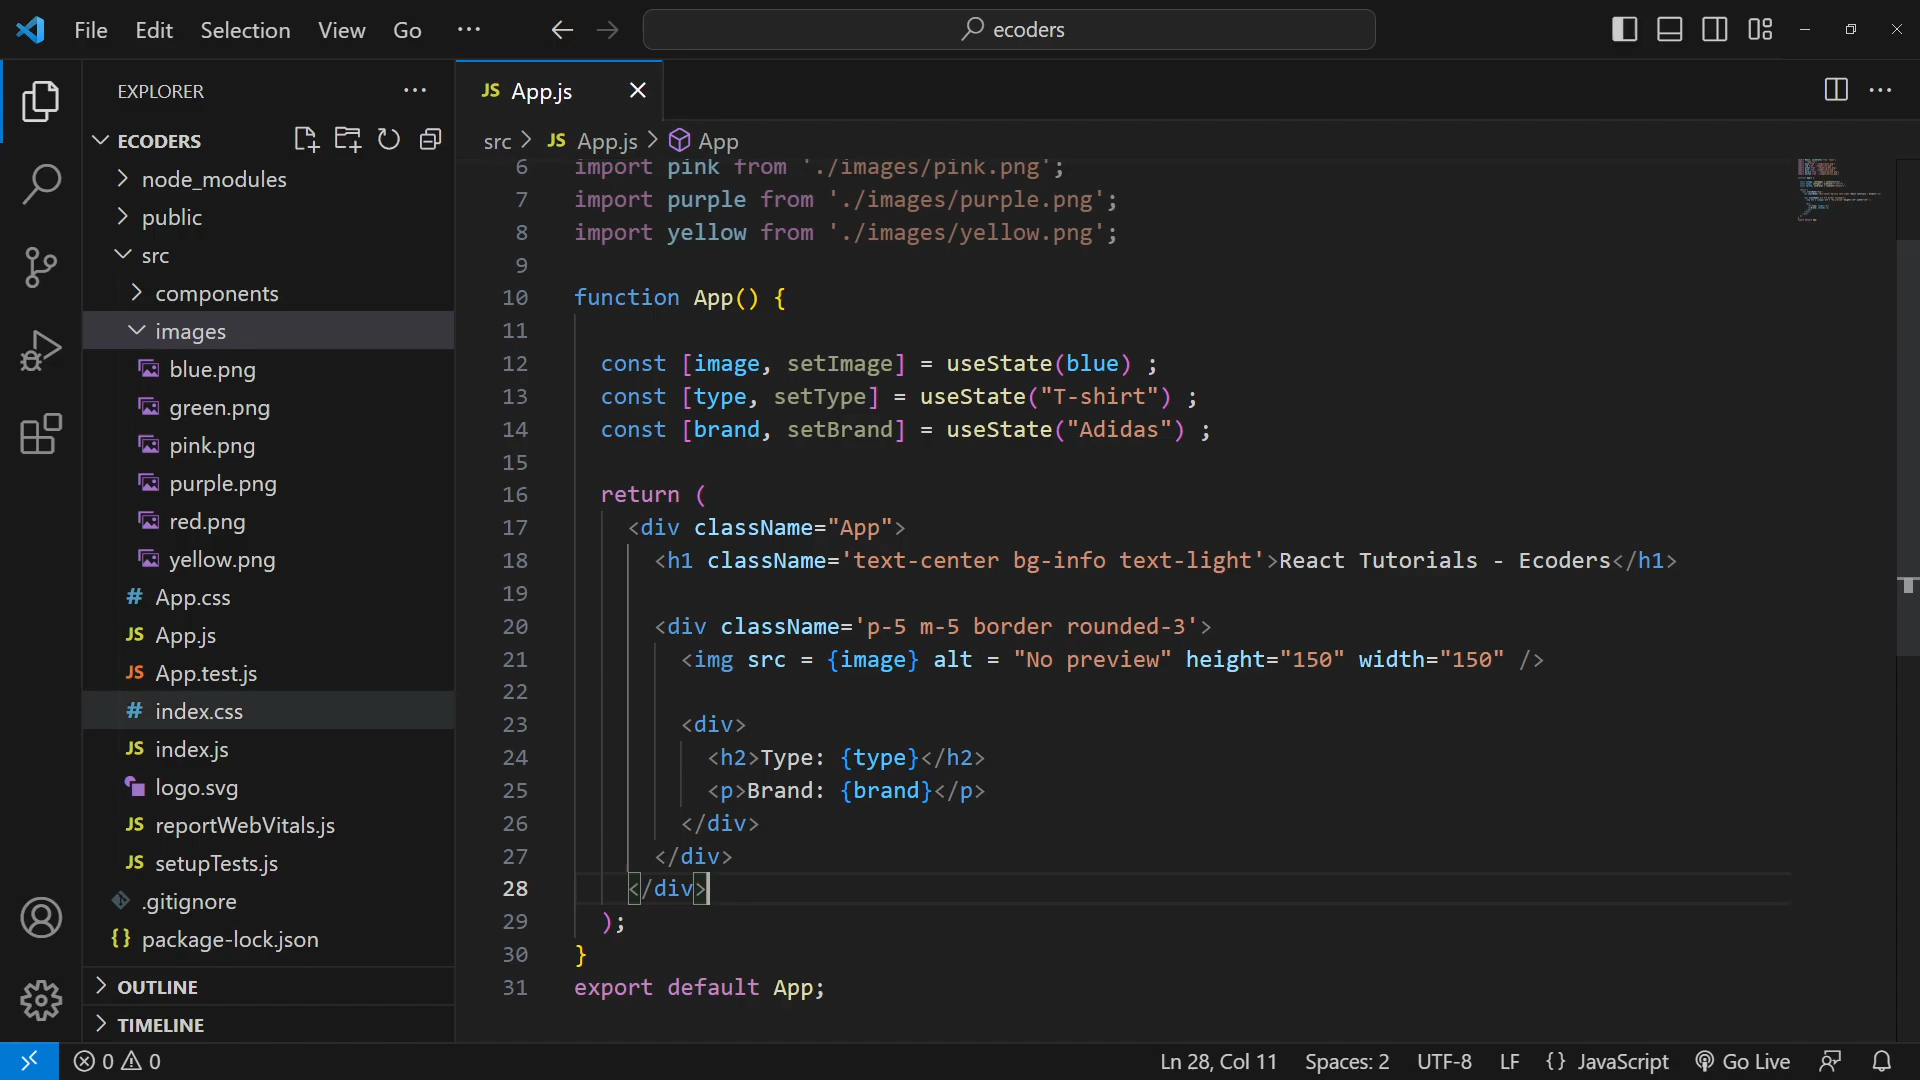 File Edit Selection View Go ··· ecoders
EXPLORER ···
ECODERS
node_modules
public
src
components
images
blue.png
green.png
pink.png
purple.png
red.png
yellow.png
# App.css
JS App.js
JS App.test.js
# index.css
JS index.js
logo.svg
JS reportWebVitals.js
JS setupTests.js
.gitignore
{} package-lock.json
OUTLINE
TIMELINE
JS App.js
src > JS App.js > App
6 import pink from './images/pink.png';
7 import purple from './images/purple.png';
8 import yellow from './images/yellow.png';
9
10 function App() {
11
12 const [image, setImage] = useState(blue) ;
13 const [type, setType] = useState("T-shirt") ;
14 const [brand, setBrand] = useState("Adidas") ;
15
16 return (
17 <div className="App">
18 <h1 className='text-center bg-info text-light'>React Tutorials - Ecoders</h1>
19
20 <div className='p-5 m-5 border rounded-3'>
21 <img src = {image} alt = "No preview" height="150" width="150" />
22
23 <div>
24 <h2>Type: {type}</h2>
25 <p>Brand: {brand}</p>
26 </div>
27 </div>
28 </div>
29 );
30 }
31 export default App;
0 0 Ln 28, Col 11 Spaces: 2 UTF-8 LF {} JavaScript Go Live